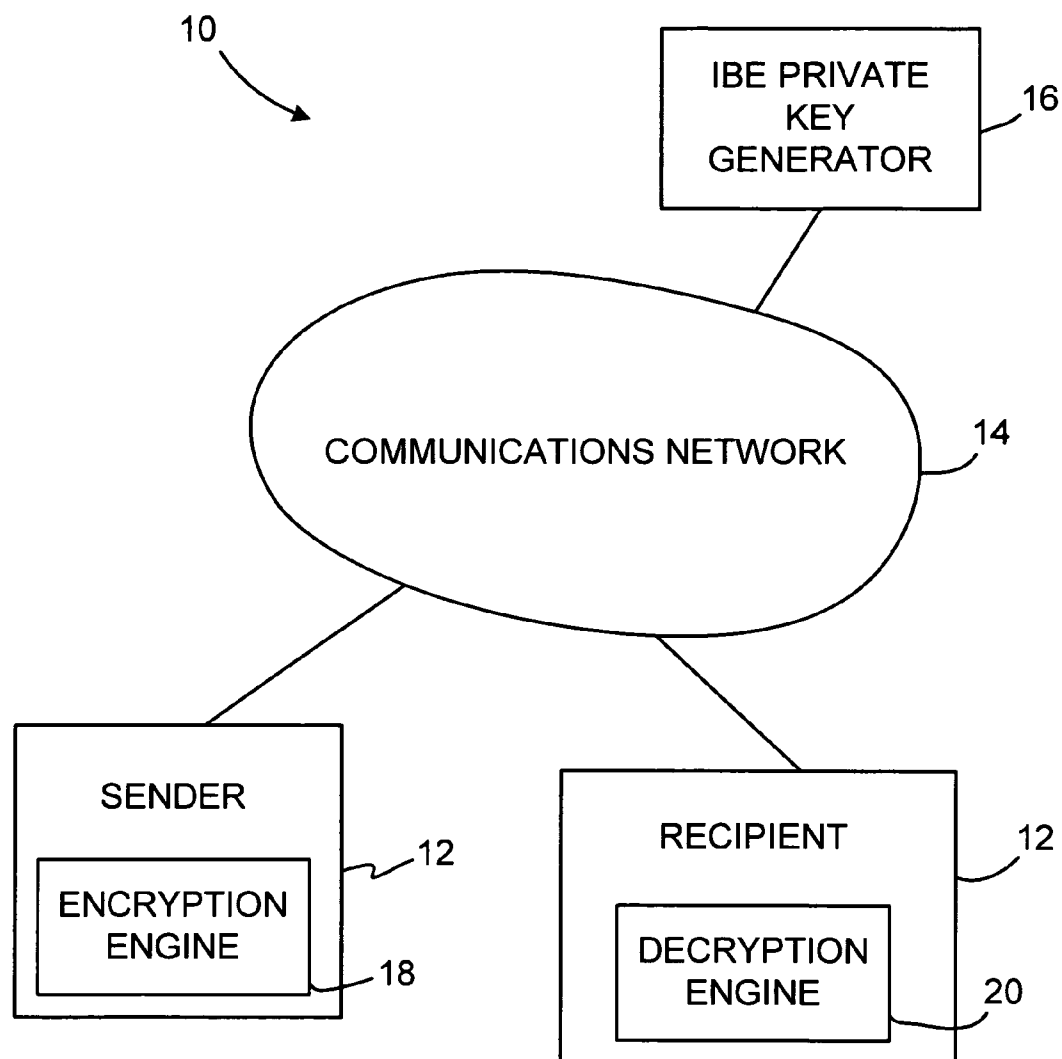 10
IBE PRIVATE
KEY
GENERATOR
16
COMMUNICATIONS NETWORK
14
SENDER
12
ENCRYPTION
ENGINE
18
RECIPIENT
12
DECRYPTION
ENGINE
20